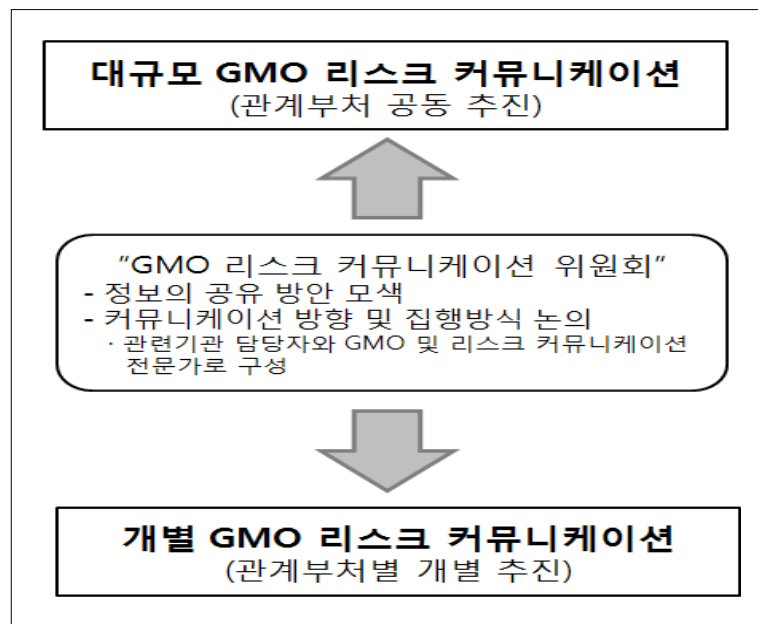 대규모 GMO 리스크 커뮤니케이션
(관계부처 공동 추진)
"GMO 리스크 커뮤니케이션 위원회"
- 정보의 공유 방안 모색
- 커뮤니케이션 방향 및 집행방식 논의
· 관련기관 담당자와 GMO 및 리스크 커뮤니케이션
전문가로 구성
개별 GMO 리스크 커뮤니케이션
(관계부처별 개별 추진)